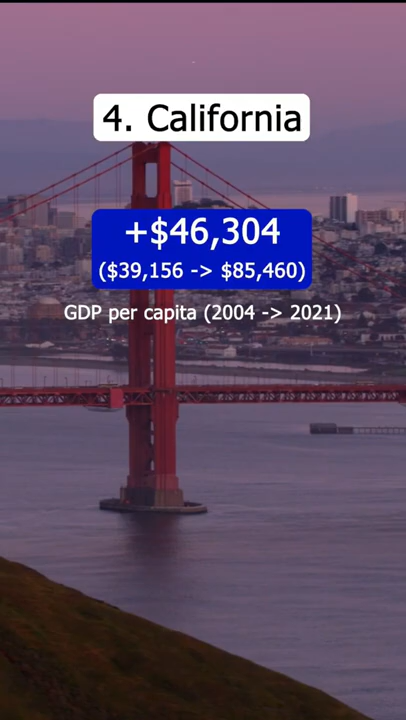 4. California
+$46,304
($39,156 -> $85,460)
GDP per capita (2004 -> 2021)